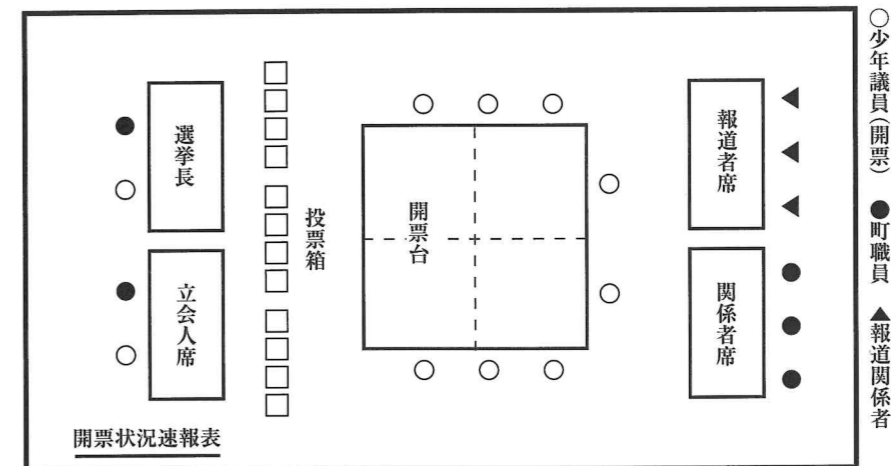 ○少年議員(開票) ●町職員 ▲報道関係者
報道者席
関係者席
開票台
投票箱
選挙長
立会人席
開票状況速報表